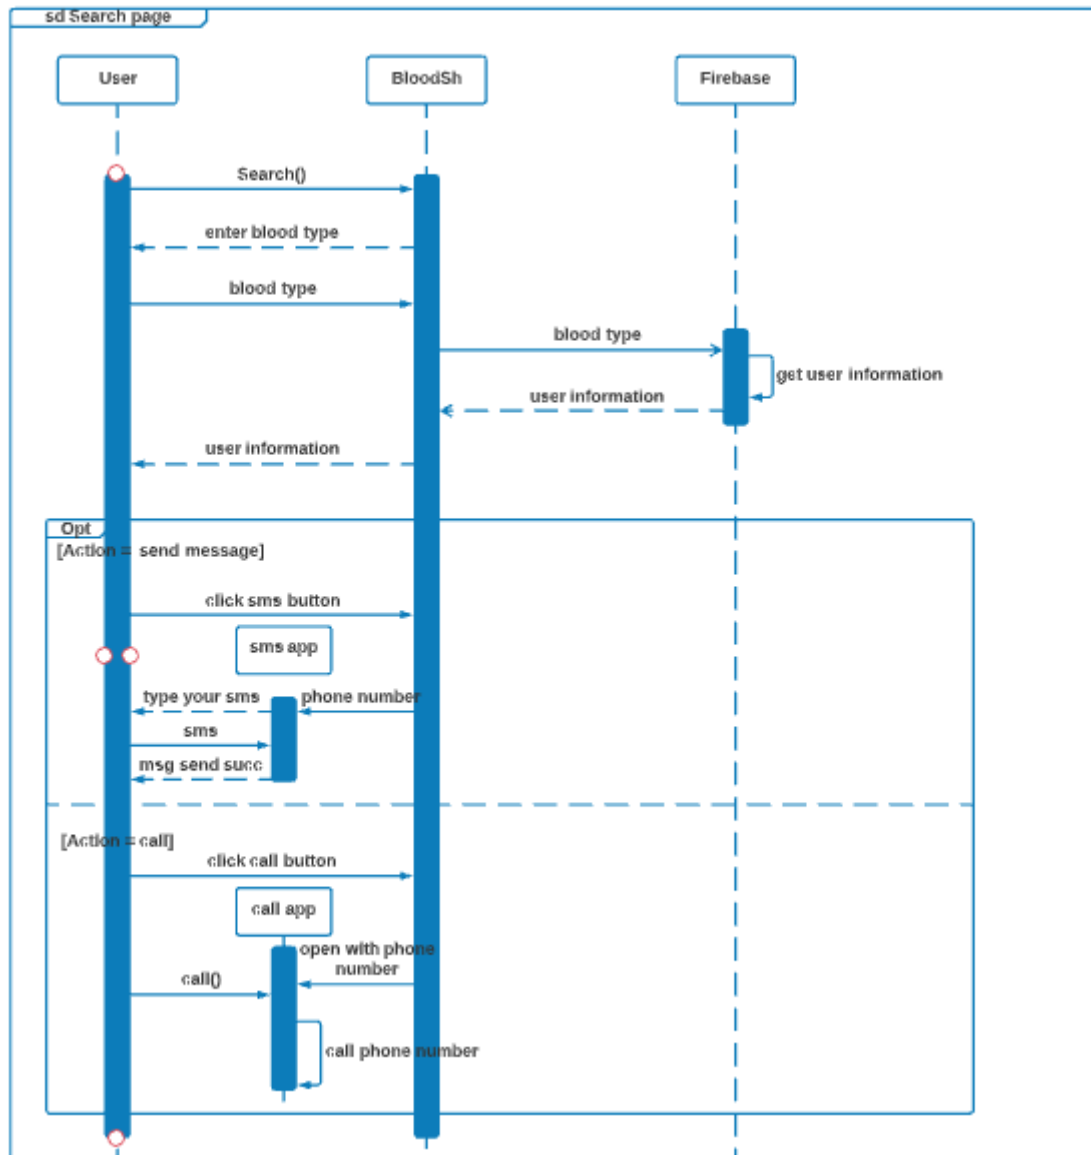 sd Search page
User
BloodSh
Firebase
Search()
enter blood type
blood type
blood type
get user information
user information
user information
Opt
[Action = send message]
click sms button
sms app
type your sms
phone number
sms
msg send succ
[Action = call]
click call button
call app
open with phone
number
call()
call phone number